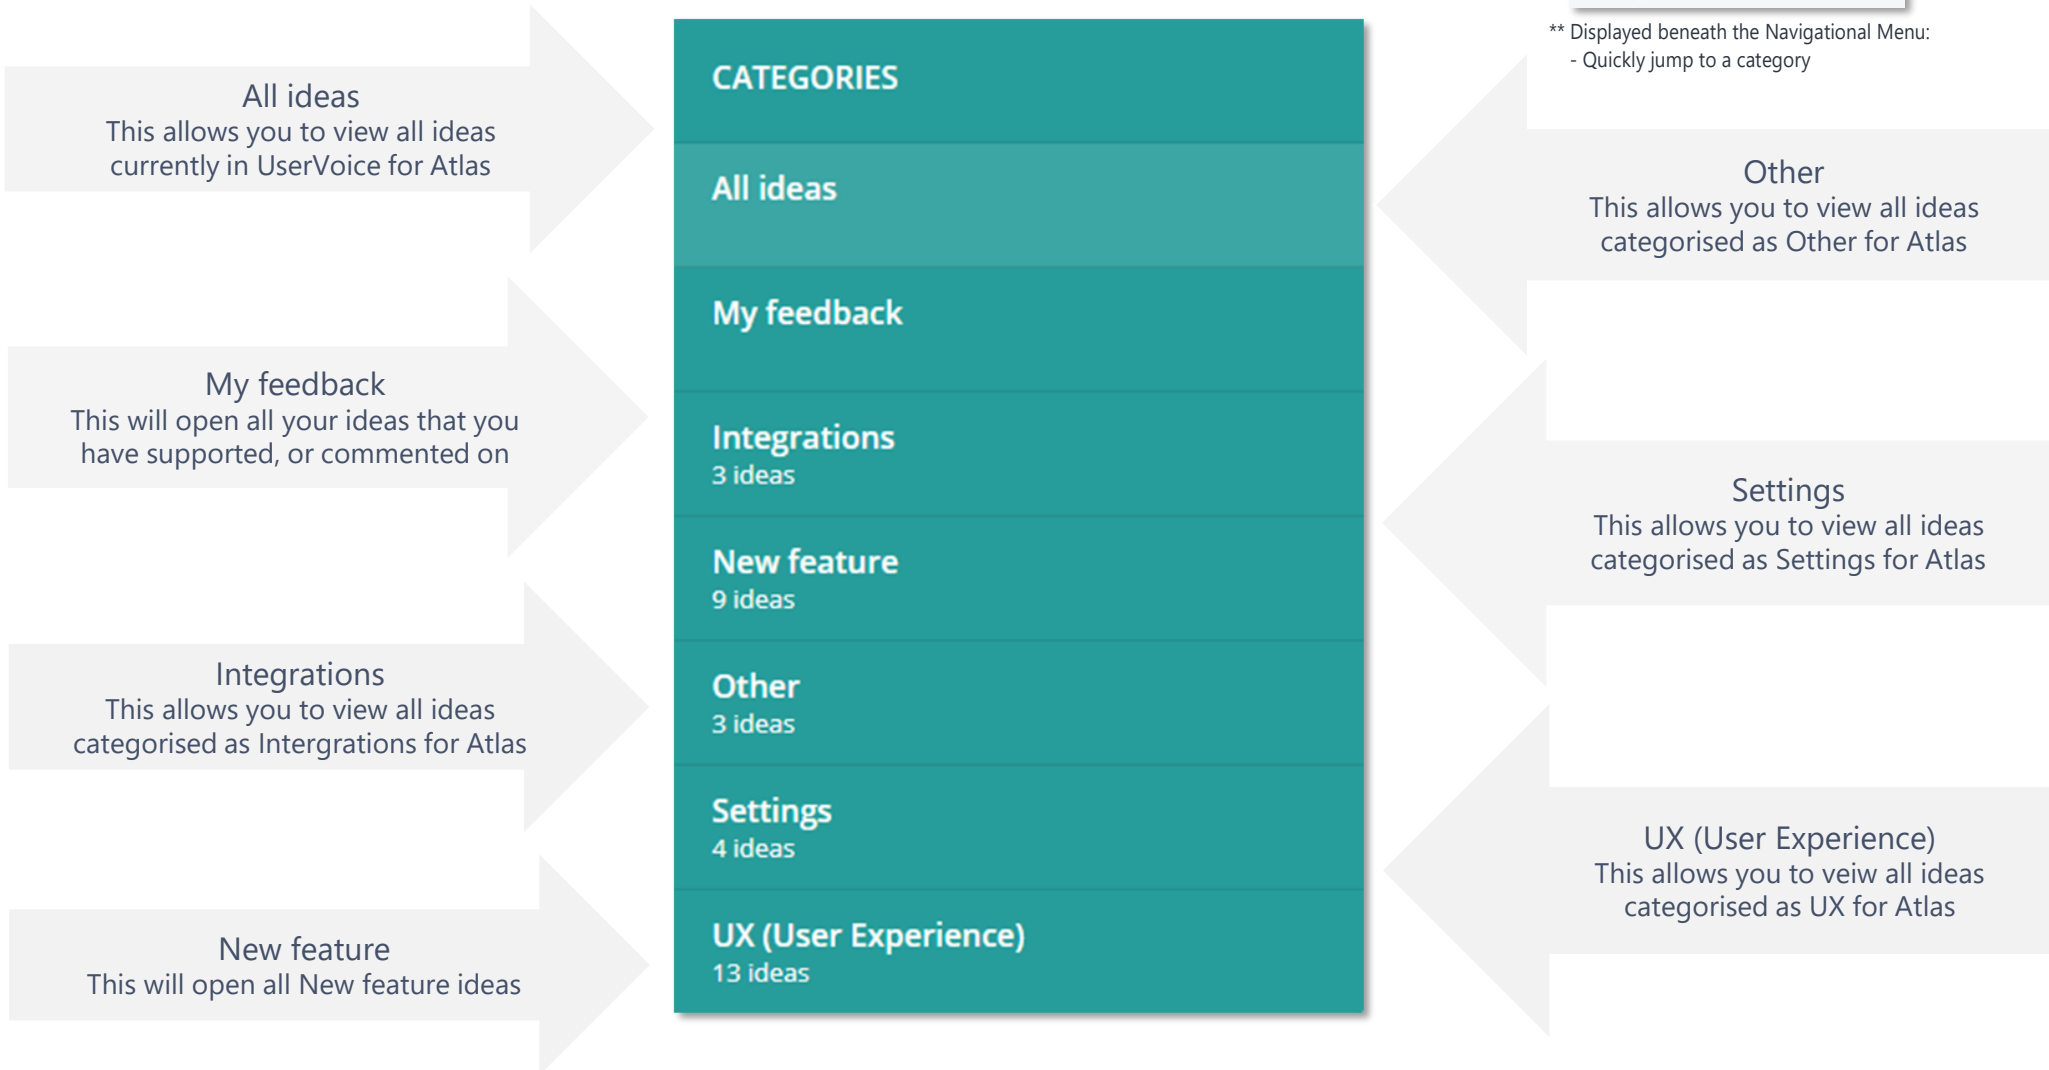 ** Displayed beneath the Navigational Menu:
- Quickly jump to a category
All ideas
This allows you to view all ideas
currently in UserVoice for Atlas
My feedback
This will open all your ideas that you
have supported, or commented on
Integrations
This allows you to view all ideas
categorised as Intergrations for Atlas
New feature
This will open all New feature ideas
CATEGORIES
All ideas
My feedback
Integrations
3 ideas
New feature
9 ideas
Other
3 ideas
Settings
4 ideas
UX (User Experience)
13 ideas
Other
This allows you to view all ideas
categorised as Other for Atlas
Settings
This allows you to view all ideas
categorised as Settings for Atlas
UX (User Experience)
This allows you to veiw all ideas
categorised as UX for Atlas